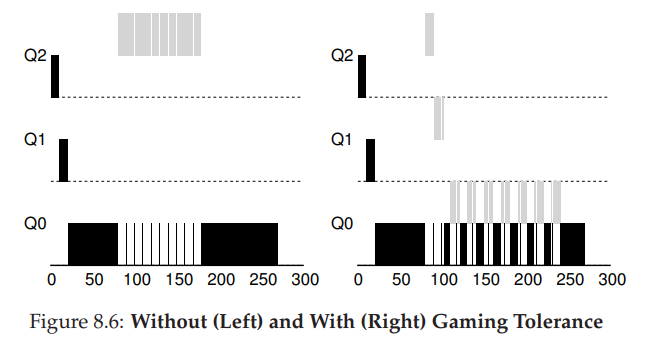 Q2 Q2
Q1 Q1
Q0 Q0
0 50 100 150 200 250 300 0 50 100 150 200 250 300
Figure 8.6: Without (Left) and With (Right) Gaming Tolerance